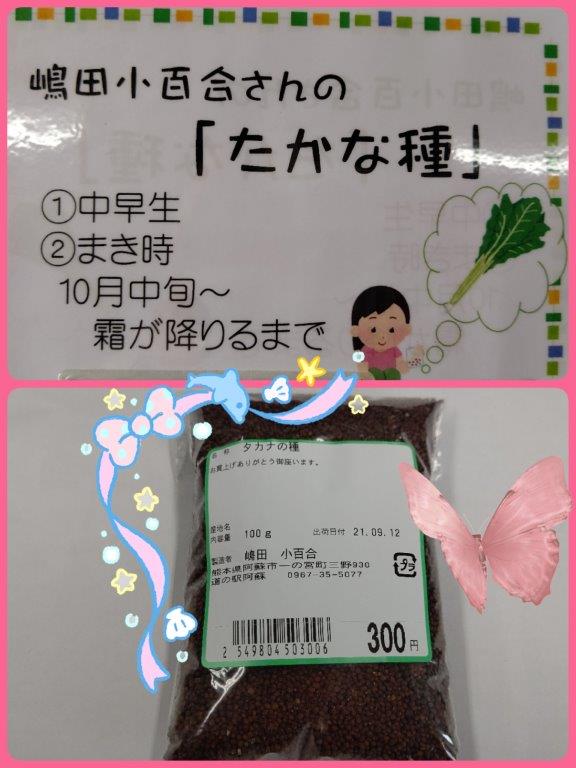 嶋田小百合さんの
「たかな種」
①中早生
②まき時
10月中旬～
霜が降りるまで
名 称 タカナの種
お買上げありがとう御座います。
産地名
内容量 100g 出荷日付 21.09.12
製造者 嶋田 小百合
熊本県阿蘇市一の宮町三野930
道の駅阿蘇 0967-35-5077
プラ
2 549804 503006
300円